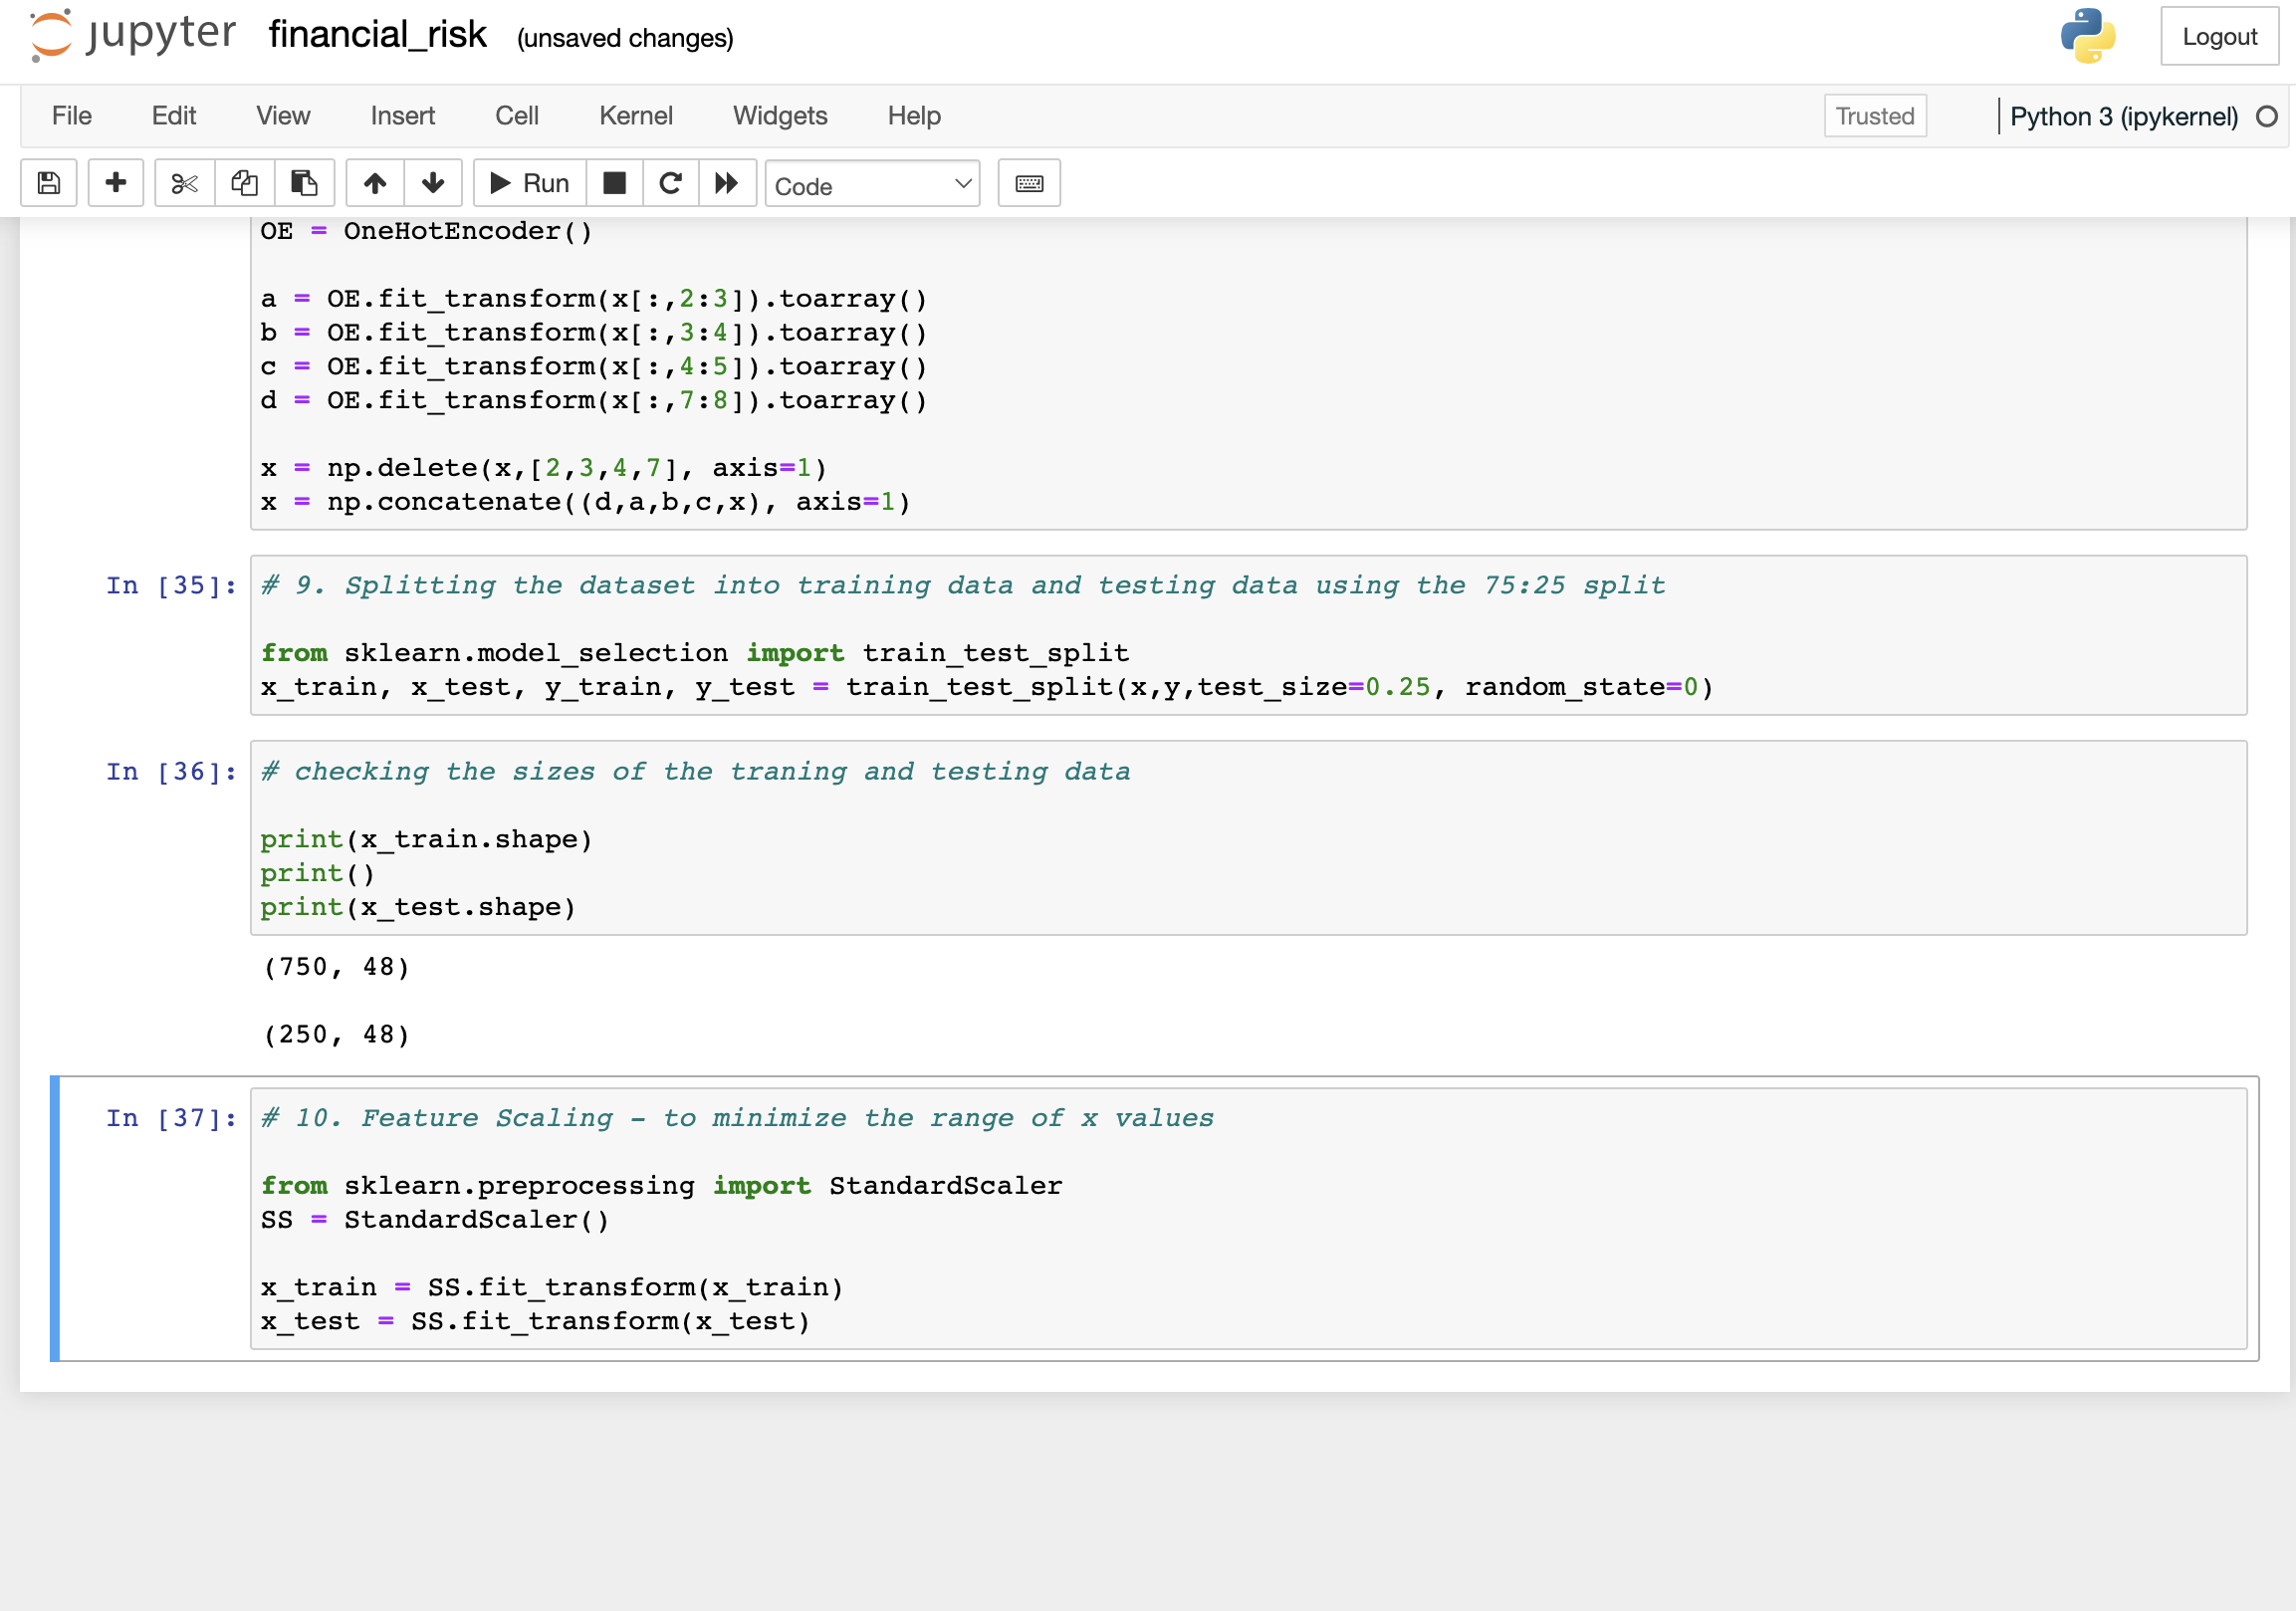 jupyter financial_risk (unsaved changes) Logout
File Edit View Insert Cell Kernel Widgets Help Trusted Python 3 (ipykernel)
Run Code
OE = OneHotEncoder()
a = OE.fit_transform(x[:,2:3]).toarray()
b = OE.fit_transform(x[:,3:4]).toarray()
c = OE.fit_transform(x[:,4:5]).toarray()
d = OE.fit_transform(x[:,7:8]).toarray()
x = np.delete(x,[2,3,4,7], axis=1)
x = np.concatenate((d,a,b,c,x), axis=1)
In [35]: # 9. Splitting the dataset into training data and testing data using the 75:25 split
from sklearn.model_selection import train_test_split
x_train, x_test, y_train, y_test = train_test_split(x,y,test_size=0.25, random_state=0)
In [36]: # checking the sizes of the traning and testing data
print(x_train.shape)
print()
print(x_test.shape)
(750, 48)
(250, 48)
In [37]: # 10. Feature Scaling - to minimize the range of x values
from sklearn.preprocessing import StandardScaler
SS = StandardScaler()
x_train = SS.fit_transform(x_train)
x_test = SS.fit_transform(x_test)